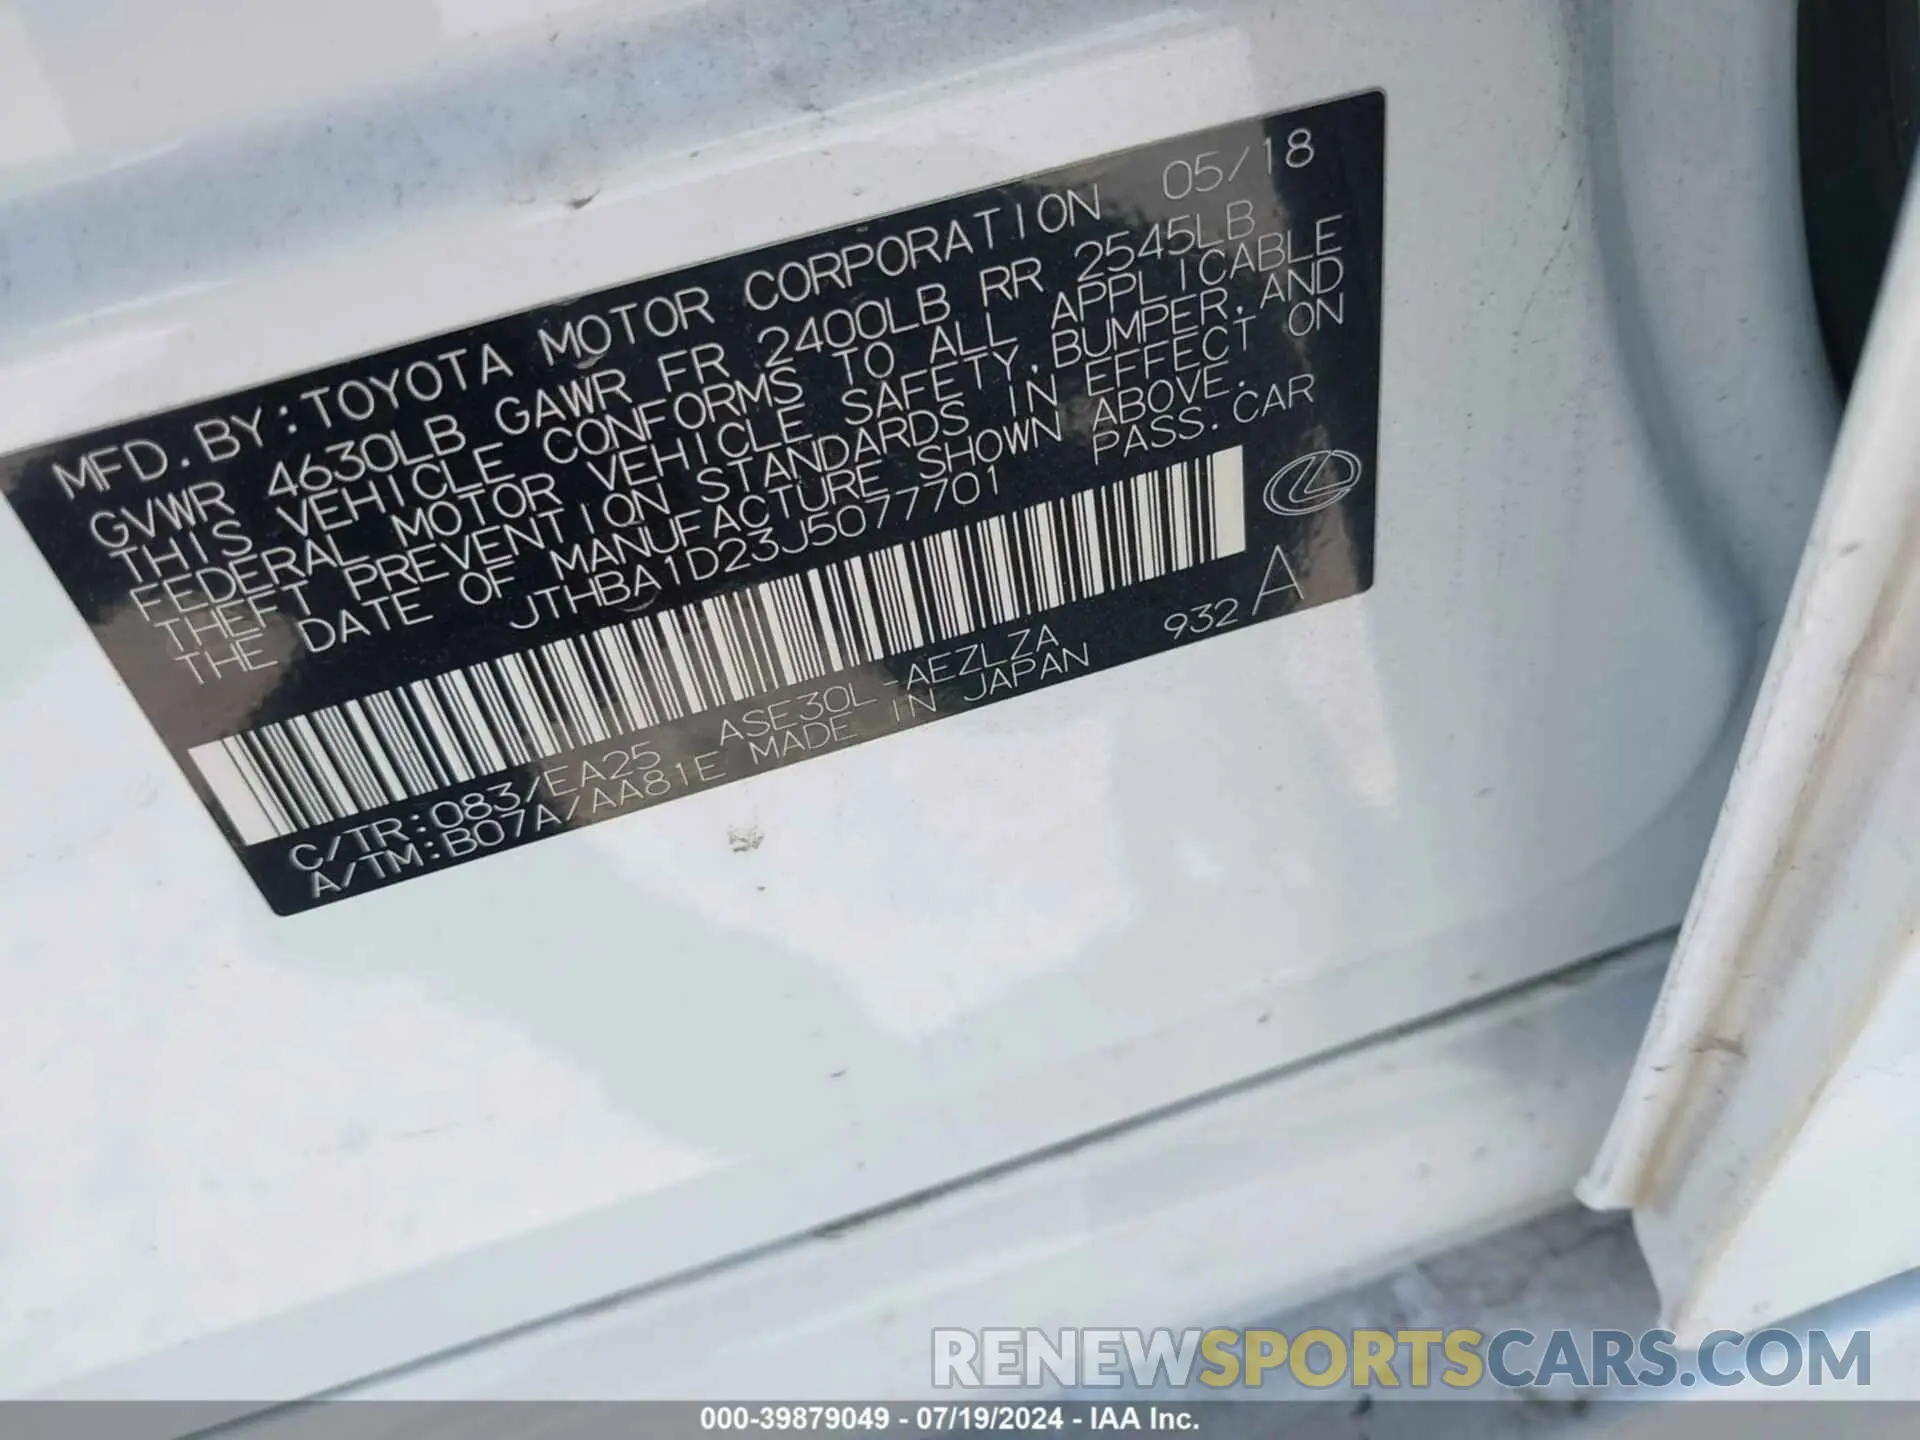 MFD.BY:TOYOTA MOTOR CORPORATION 05/18
GVWR 4630LB GAWR FR 2400LB RR 2545LB
THIS VEHICLE CONFORMS TO ALL APPLICABLE
FEDERAL MOTOR VEHICLE SAFETY,BUMPER,AND
THEFT PREVENTION STANDARDS IN EFFECT ON
THE DATE OF MANUFACTURE SHOWN ABOVE.
JTHBA1D23J5077701 PASS.CAR
C/TR:083/EA25 ASE30L-AEZLZA 932 A
A/TM:B07A/AA81E MADE IN JAPAN
RENEWSPORTSCARS.COM
000-39879049 - 07/19/2024 - IAA Inc.